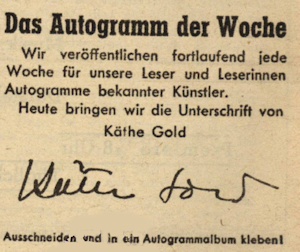 Das Autogramm der Woche
Wir veröffentlichen fortlaufend jede
Woche für unsere Leser und Leserinnen
Autogramme bekannter Künstler.
Heute bringen wir die Unterschrift von
Käthe Gold
Käthe Gold
Ausschneiden und in ein Autogrammalbum kleben!